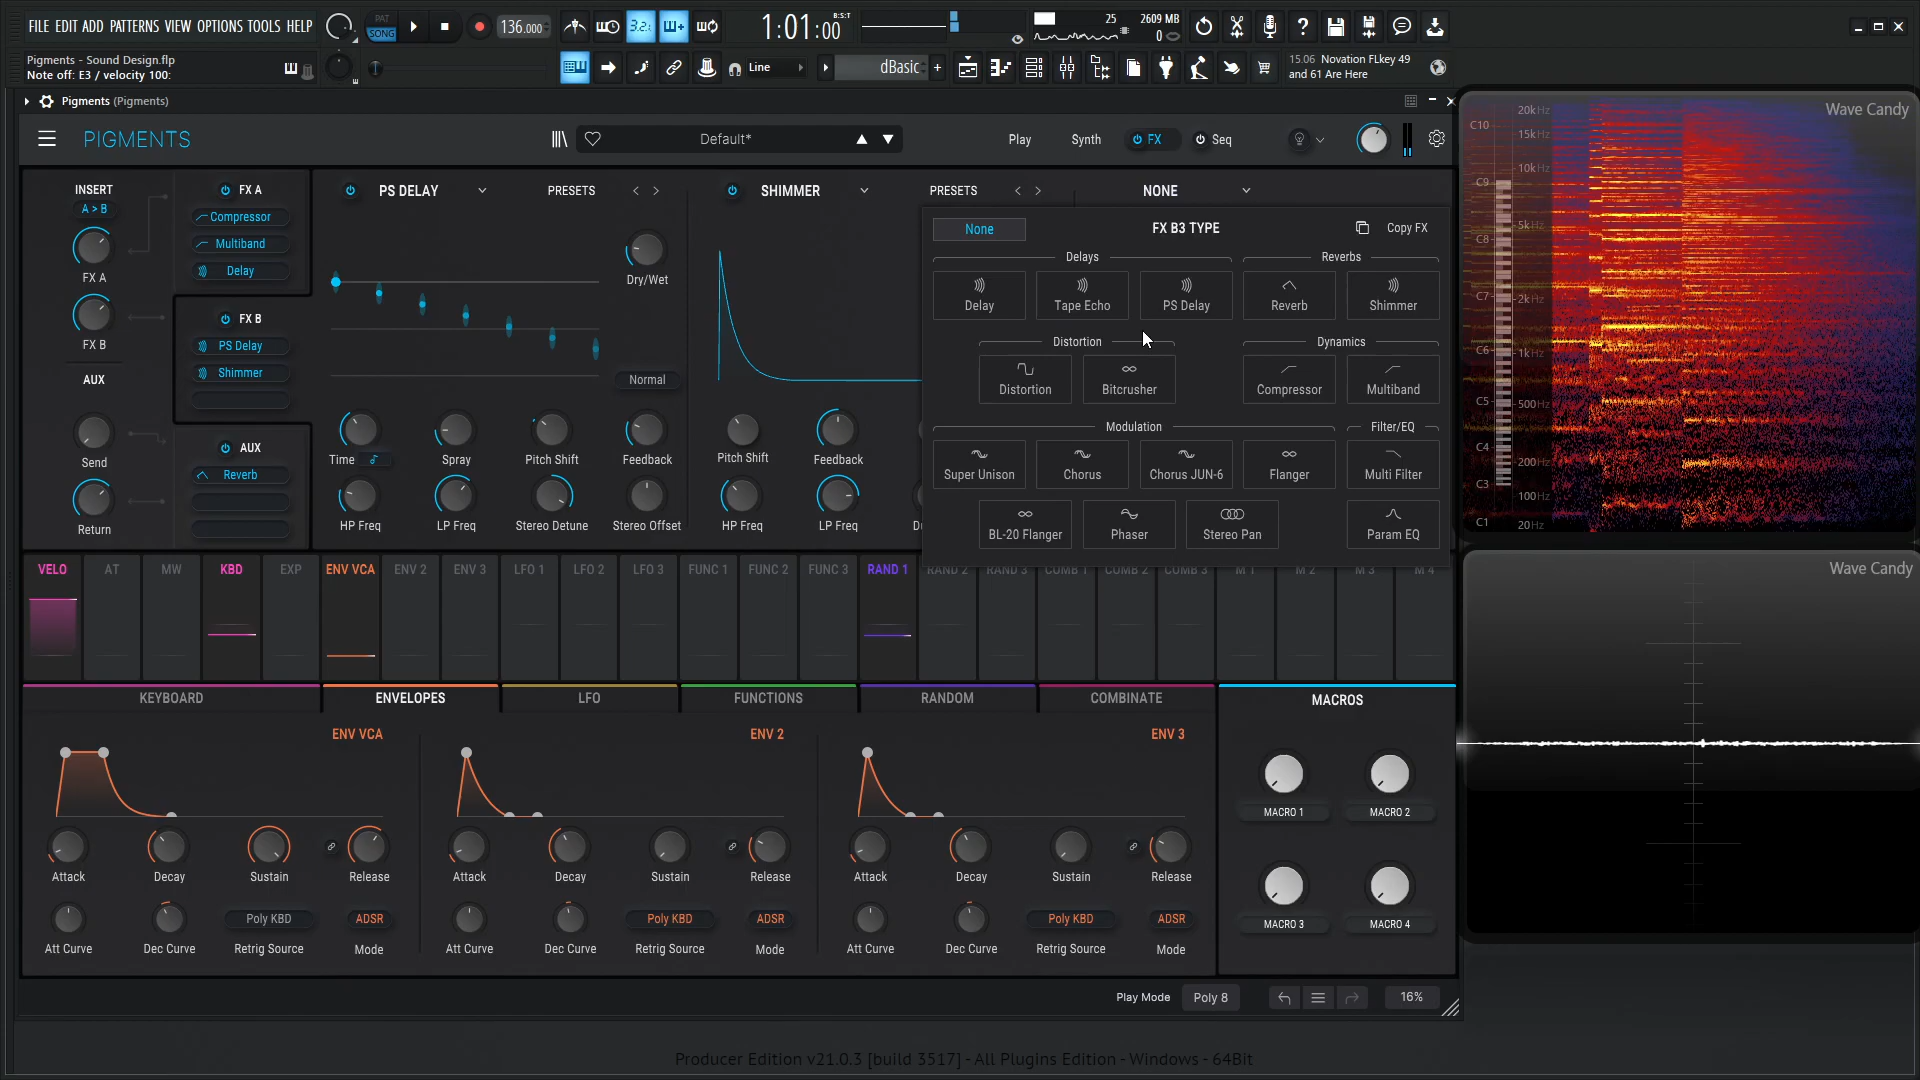 FILE EDIT ADD PATTERNS VIEW OPTIONS TOOLS HELP
PAT
SONG
136.000
3.2.
1:01:00
B:S:T
25
2609 MB
0
Pigments - Sound Design.flp
Note off: E3 / velocity 100:
Line
dBasic
15.06 Novation FLkey 49
and 61 Are Here
Pigments (Pigments)
PIGMENTS
Default*
Play
Synth
FX
Seq
INSERT
A > B
FX A
FX B
AUX
Send
Return
FX A
Compressor
Multiband
Delay
FX B
PS Delay
Shimmer
AUX
Reverb
PS DELAY
PRESETS
Dry/Wet
Normal
Time
Spray
Pitch Shift
Feedback
HP Freq
LP Freq
Stereo Detune
Stereo Offset
SHIMMER
PRESETS
Pitch Shift
Feedback
HP Freq
LP Freq
NONE
None
FX B3 TYPE
Copy FX
Delays
Reverbs
Delay
Tape Echo
PS Delay
Reverb
Shimmer
Distortion
Dynamics
Distortion
Bitcrusher
Compressor
Multiband
Modulation
Filter/EQ
Super Unison
Chorus
Chorus JUN-6
Flanger
Multi Filter
BL-20 Flanger
Phaser
Stereo Pan
Param EQ
VELO
AT
MW
KBD
EXP
ENV VCA
ENV 2
ENV 3
LFO 1
LFO 2
LFO 3
FUNC 1
FUNC 2
FUNC 3
RAND 1
RAND 2
RAND 3
COMB 1
COMB 2
COMB 3
M 1
M 2
M 3
M 4
KEYBOARD
ENVELOPES
LFO
FUNCTIONS
RANDOM
COMBINATE
MACROS
ENV VCA
Attack
Decay
Sustain
Release
Att Curve
Dec Curve
Poly KBD
Retrig Source
ADSR
Mode
ENV 2
Attack
Decay
Sustain
Release
Att Curve
Dec Curve
Poly KBD
Retrig Source
ADSR
Mode
ENV 3
Attack
Decay
Sustain
Release
Att Curve
Dec Curve
Poly KBD
Retrig Source
ADSR
Mode
MACRO 1
MACRO 2
MACRO 3
MACRO 4
Play Mode
Poly 8
16%
Wave Candy
C10
C9
C8
C7
C6
C5
C4
C3
C1
20kHz
15kHz
10kHz
5kHz
2kHz
1kHz
500Hz
200Hz
100Hz
20Hz
Wave Candy
Producer Edition v21.0.3 [build 3517] - All Plugins Edition - Windows - 64Bit